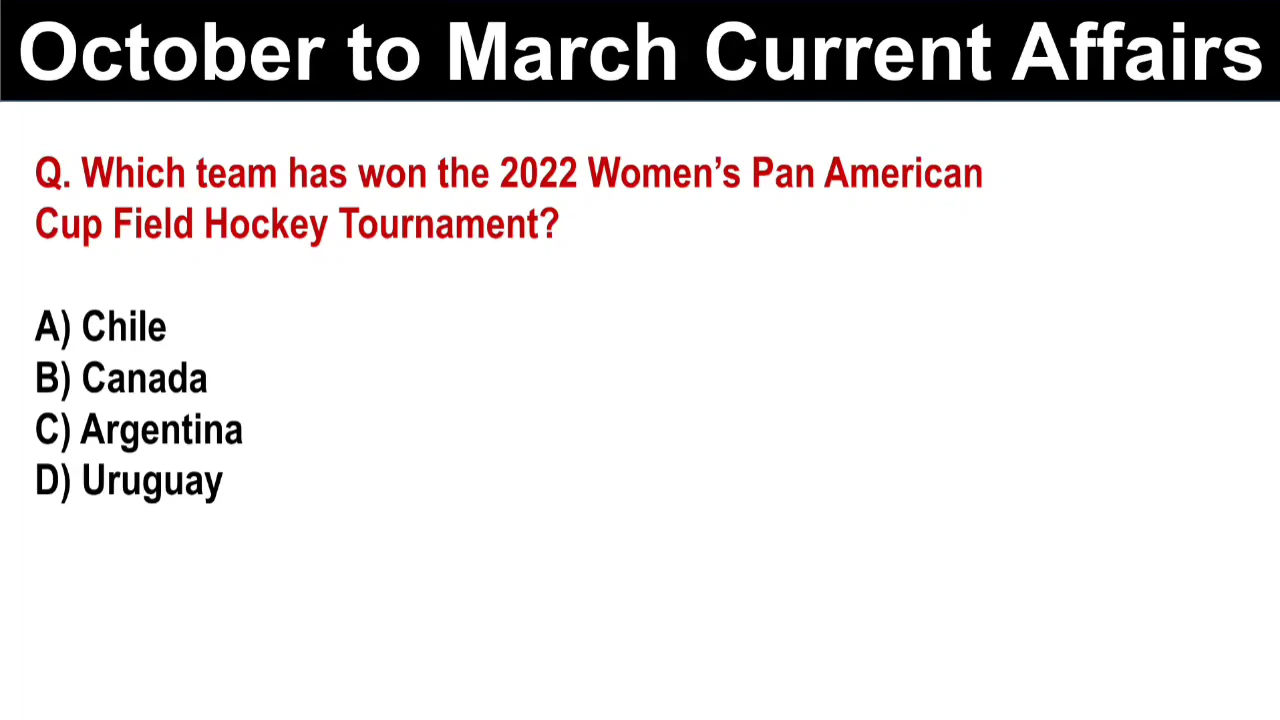 October to March Current Affairs
Q. Which team has won the 2022 Women’s Pan American
Cup Field Hockey Tournament?
A) Chile
B) Canada
C) Argentina
D) Uruguay